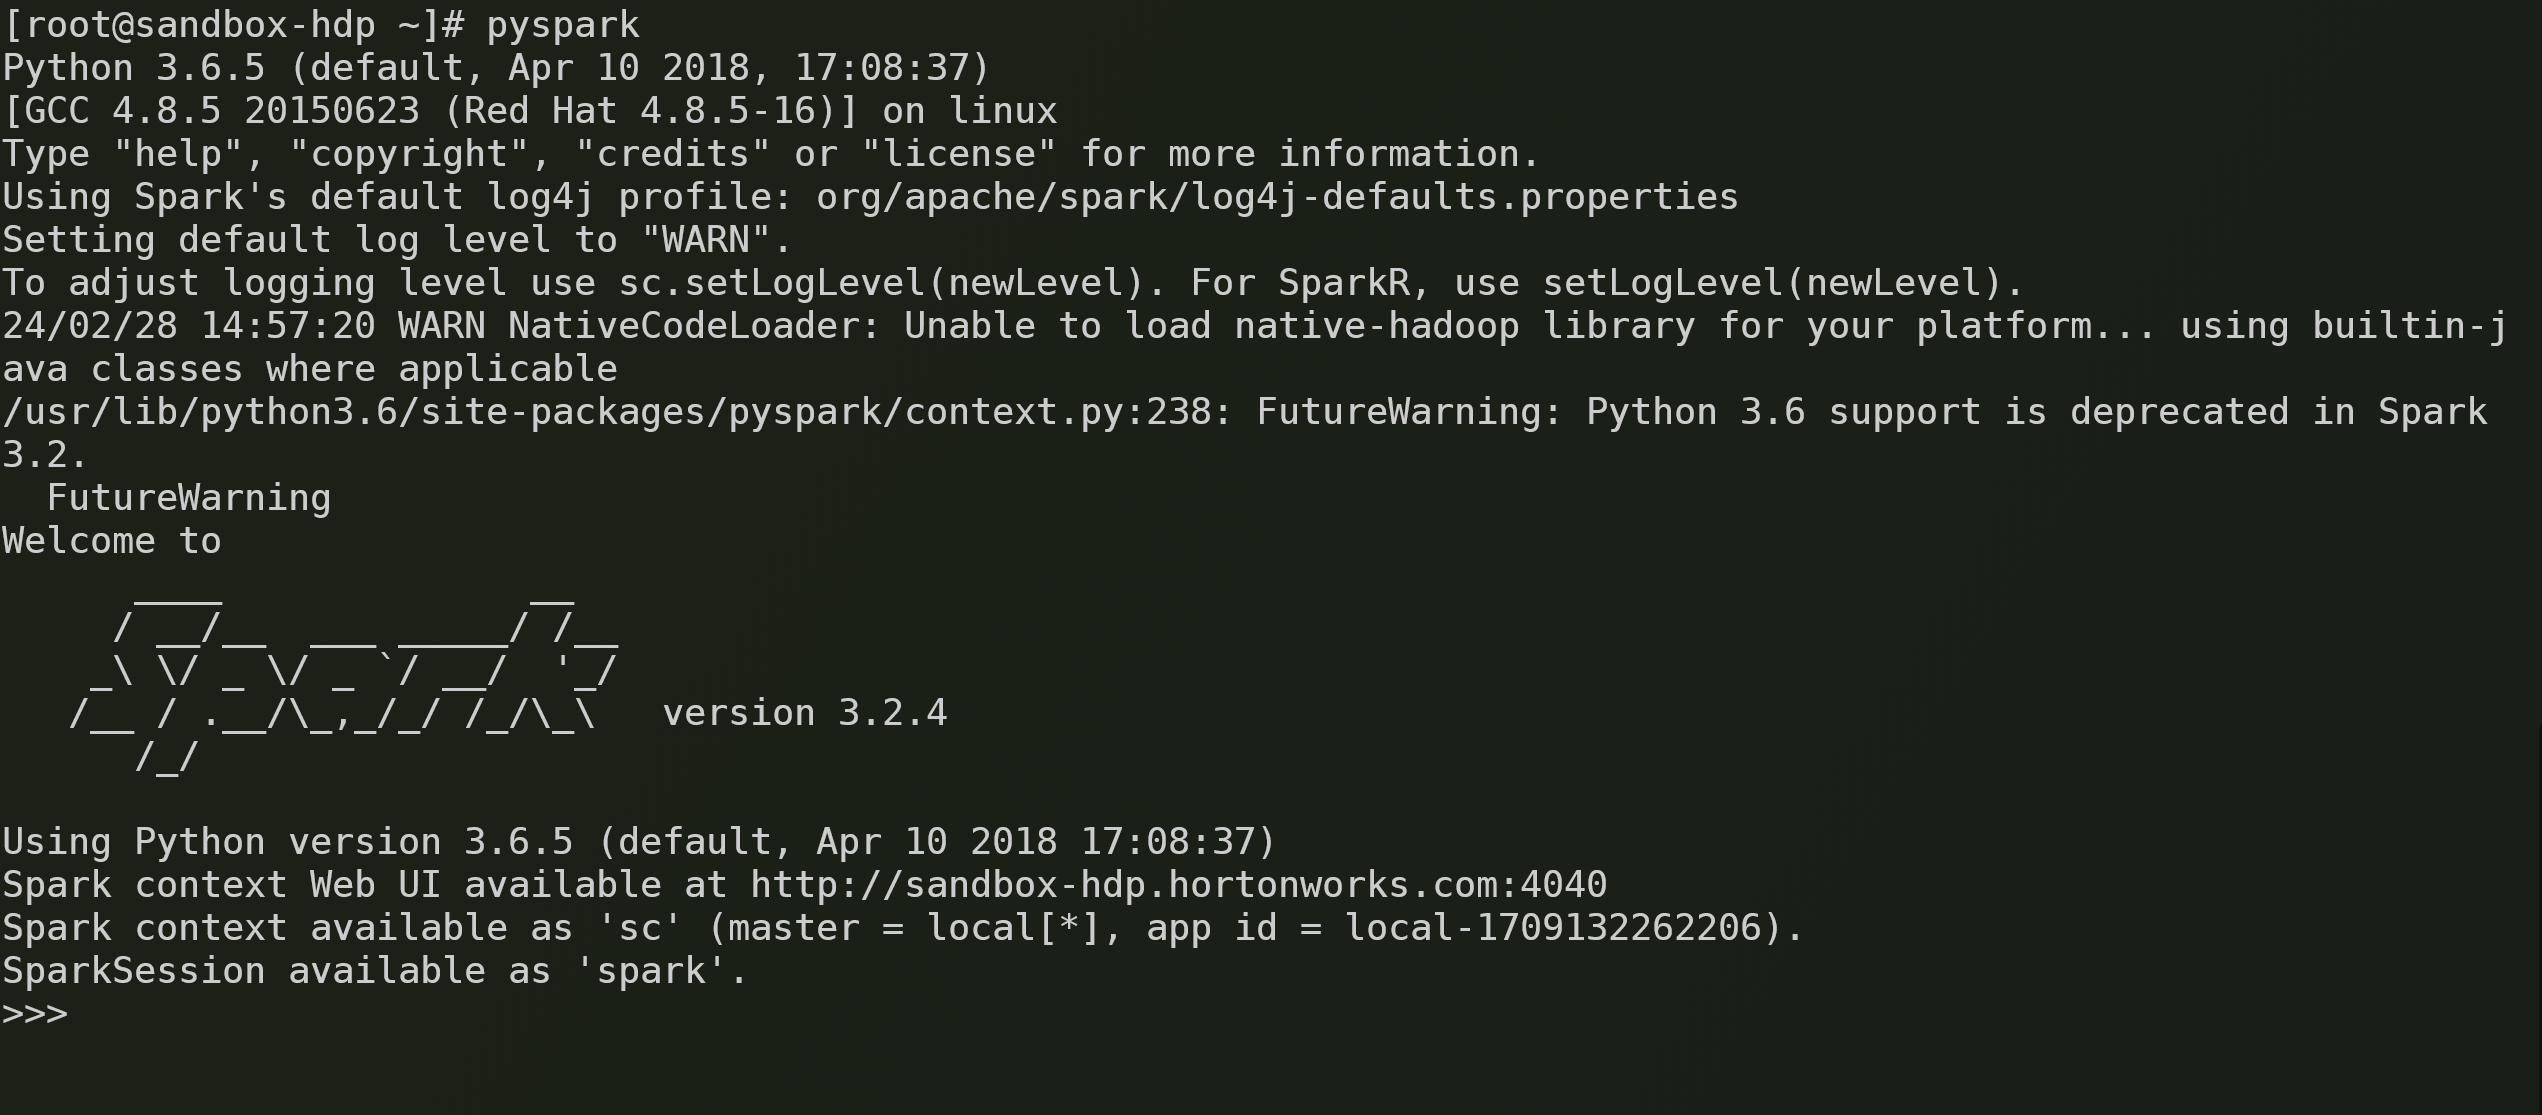 [root@sandbox-hdp ~]# pyspark
Python 3.6.5 (default, Apr 10 2018, 17:08:37)
[GCC 4.8.5 20150623 (Red Hat 4.8.5-16)] on linux
Type "help", "copyright", "credits" or "license" for more information.
Using Spark's default log4j profile: org/apache/spark/log4j-defaults.properties
Setting default log level to "WARN".
To adjust logging level use sc.setLogLevel(newLevel). For SparkR, use setLogLevel(newLevel).
24/02/28 14:57:20 WARN NativeCodeLoader: Unable to load native-hadoop library for your platform... using builtin-j
ava classes where applicable
/usr/lib/python3.6/site-packages/pyspark/context.py:238: FutureWarning: Python 3.6 support is deprecated in Spark
3.2.
  FutureWarning
Welcome to
      ____              __
     / __/__  ___ _____/ /__
    _\ \/ _ \/ _ `/ __/  '_/
   /__ / .__/\_,_/_/ /_/\_\   version 3.2.4
      /_/

Using Python version 3.6.5 (default, Apr 10 2018 17:08:37)
Spark context Web UI available at http://sandbox-hdp.hortonworks.com:4040
Spark context available as 'sc' (master = local[*], app id = local-1709132262206).
SparkSession available as 'spark'.
>>>